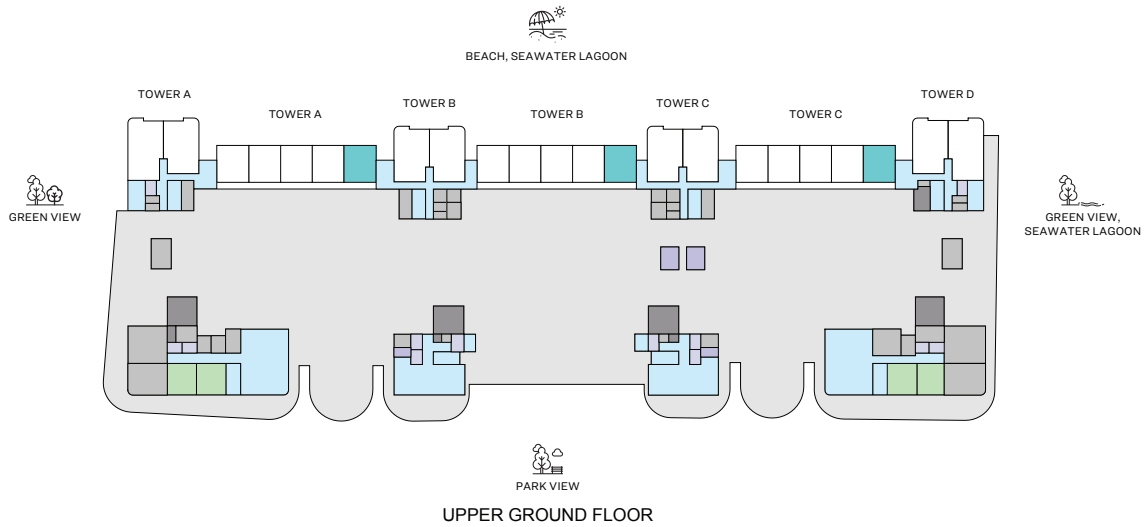 BEACH, SEAWATER LAGOON
TOWER A
TOWER A
TOWER B
TOWER B
TOWER C
TOWER C
TOWER D
GREEN VIEW
GREEN VIEW,
SEAWATER LAGOON
PARK VIEW
UPPER GROUND FLOOR